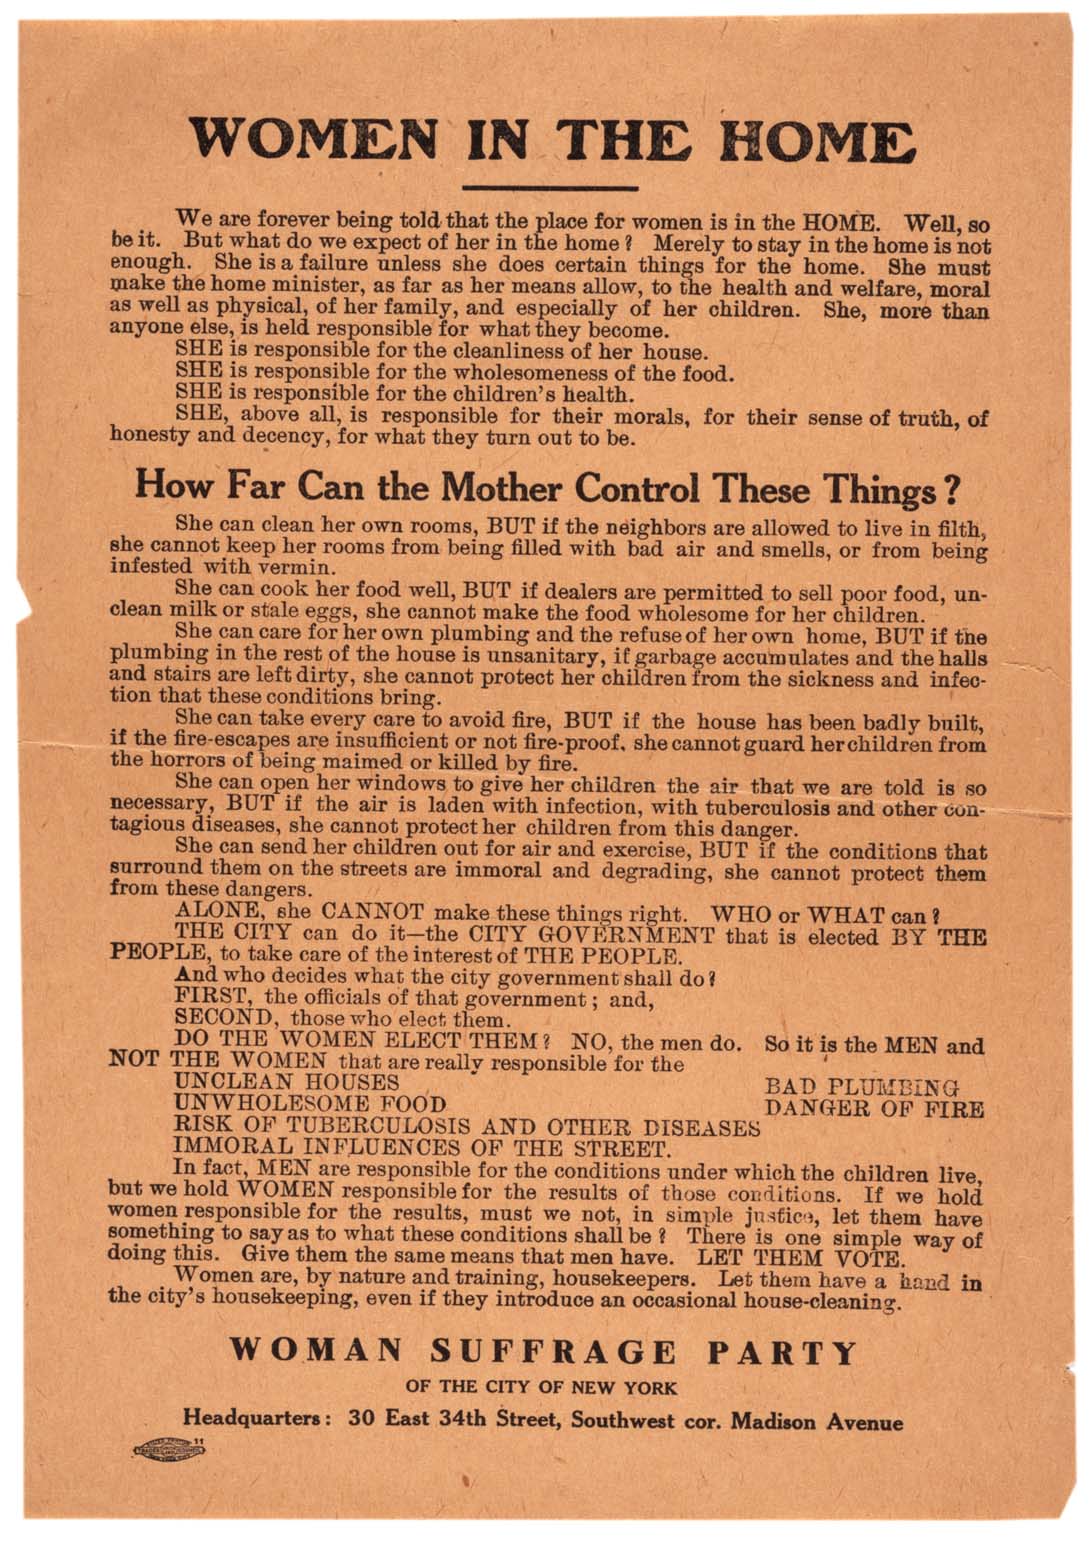 WOMEN IN THE HOME
We are forever being told that the place for women is in the HOME. Well, so
be it. But what do we expect of her in the home? Merely to stay in the home is not
enough. She is a failure unless she does certain things for the home. She must
make the home minister, as far as her means allow, to the health and welfare, moral
as well as physical, of her family, and especially of her children. She, more than
anyone else, is held responsible for what they become.
SHE is responsible for the cleanliness of her house.
SHE is responsible for the wholesomeness of the food.
SHE is responsible for the children's health.
SHE, above all, is responsible for their morals, for their sense of truth, of
honesty and decency, for what they turn out to be.
How Far Can the Mother Control These Things?
She can clean her own rooms, BUT if the neighbors are allowed to live in filth,
she cannot keep her rooms from being filled with bad air and smells, or from being
infested with vermin.
She can cook her food well, BUT if dealers are permitted to sell poor food, un-
clean milk or stale eggs, she cannot make the food wholesome for her children.
She can care for her own plumbing and the refuse of her own home, BUT if the
plumbing in the rest of the house is unsanitary, if garbage accumulates and the halls
and stairs are left dirty, she cannot protect her children from the sickness and infec-
tion that these conditions bring.
She can take every care to avoid fire, BUT if the house has been badly built,
if the fire-escapes are insufficient or not fire-proof, she cannot guard her children from
the horrors of being maimed or killed by fire.
She can open her windows to give her children the air that we are told is so
necessary, BUT if the air is laden with infection, with tuberculosis and other con-
tagious diseases, she cannot protect her children from this danger.
She can send her children out for air and exercise, BUT if the conditions that
surround them on the streets are immoral and degrading, she cannot protect them
from these dangers.
ALONE, she CANNOT make these things right. WHO or WHAT can?
THE CITY can do it—the CITY GOVERNMENT that is elected BY THE
PEOPLE, to take care of the interest of THE PEOPLE.
And who decides what the city government shall do?
FIRST, the officials of that government; and,
SECOND, those who elect them.
DO THE WOMEN ELECT THEM? NO, the men do. So it is the MEN and
NOT THE WOMEN that are really responsible for the
UNCLEAN HOUSES BAD PLUMBING
UNWHOLESOME FOOD DANGER OF FIRE
RISK OF TUBERCULOSIS AND OTHER DISEASES
IMMORAL INFLUENCES OF THE STREET.
In fact, MEN are responsible for the conditions under which the children live,
but we hold WOMEN responsible for the results of those conditions. If we hold
women responsible for the results, must we not, in simple justice, let them have
something to say as to what these conditions shall be? There is one simple way of
doing this. Give them the same means that men have. LET THEM VOTE.
Women are, by nature and training, housekeepers. Let them have a hand in
the city's housekeeping, even if they introduce an occasional house-cleaning.
WOMAN SUFFRAGE PARTY
OF THE CITY OF NEW YORK
Headquarters: 30 East 34th Street, Southwest cor. Madison Avenue
11